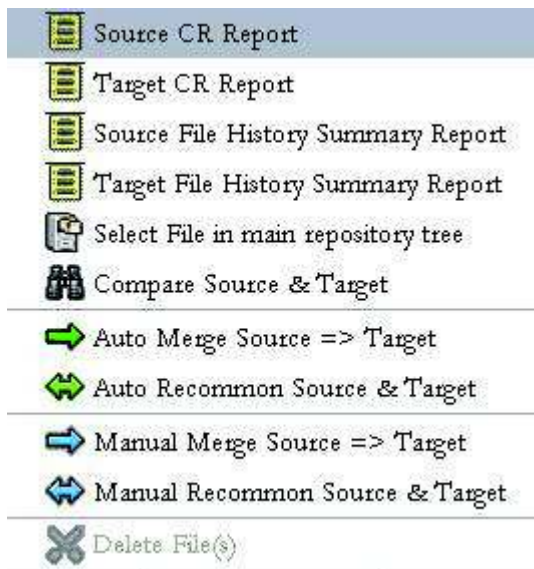 Source CR Report
Target CR Report
Source File History Summary Report
Target File History Summary Report
Select File in main repository tree
Compare Source & Target
Auto Merge Source => Target
Auto Recommon Source & Target
Manual Merge Source => Target
Manual Recommon Source & Target
Delete File(s)